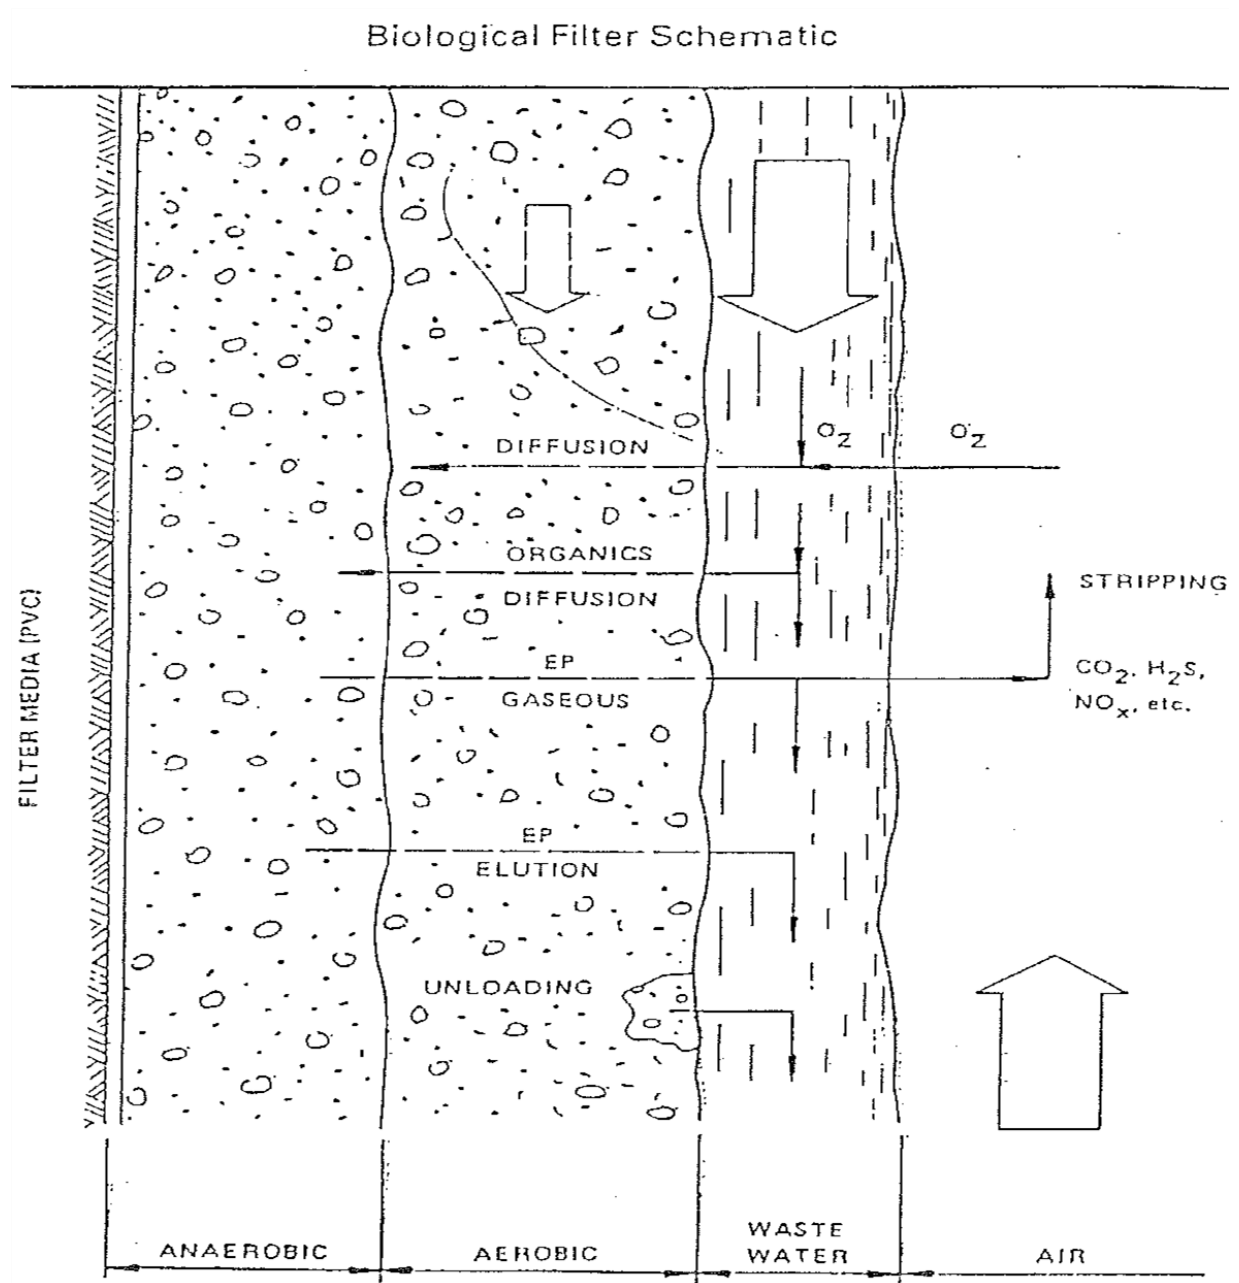 Biological Filter Schematic
O2
O2
DIFFUSION
ORGANICS
DIFFUSION
STRIPPING
EP
GASEOUS
CO2, H2S,
NOx, etc.
FILTER MEDIA (PVC)
EP
ELUTION
UNLOADING
ANAEROBIC
AEROBIC
WASTE
WATER
AIR